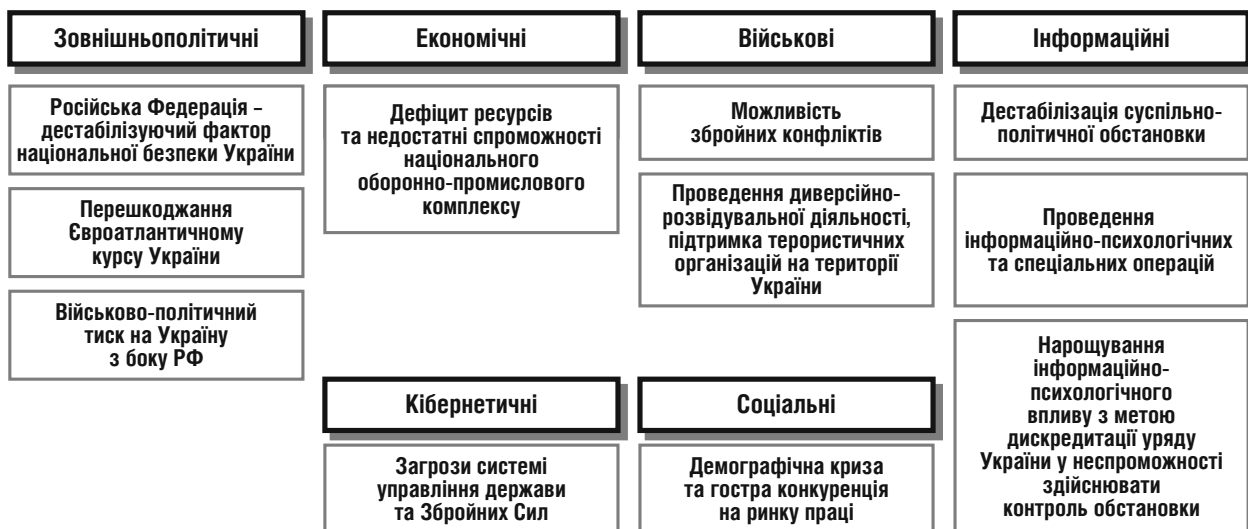 Зовнішньополітичні
Російська Федерація –
дестабілізуючий фактор
національної безпеки України
Перешкоджання
Євроатлантичному
курсу України
Військово-політичний
тиск на Україну
з боку РФ
Економічні
Дефіцит ресурсів
та недостатні спроможності
національного
оборонно-промислового
комплексу
Кібернетичні
Загрози системі
управління держави
та Збройних Сил
Військові
Можливість
збройних конфліктів
Проведення диверсійно-
розвідувальної діяльності,
підтримка терористичних
організацій на території
України
Соціальні
Демографічна криза
та гостра конкуренція
на ринку праці
Інформаційні
Дестабілізація суспільно-
політичної обстановки
Проведення
інформаційно-психологічних
та спеціальних операцій
Нарощування
інформаційно-
психологічного
впливу з метою
дискредитації уряду
України у неспроможності
здійснювати
контроль обстановки